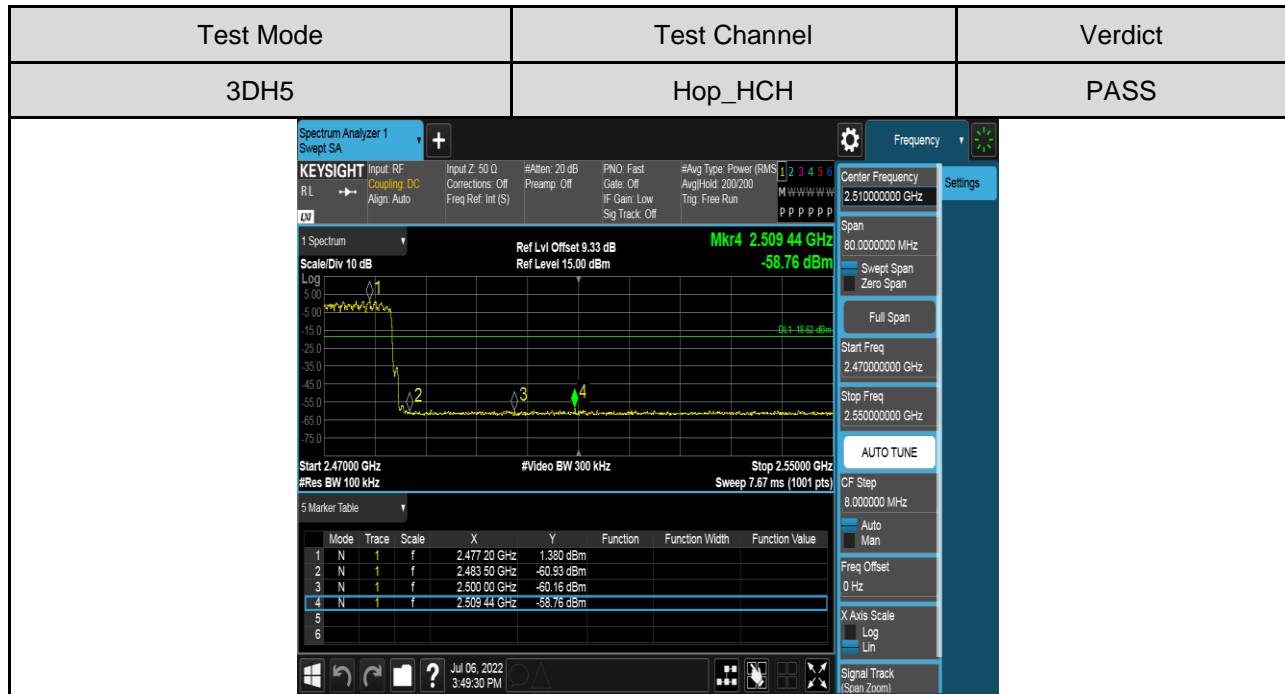 Test Mode Test Channel Verdict
3DH5 Hop_HCH PASS
Spectrum Analyzer 1
Swept SA
+
Frequency
KEYSIGHT Input: RF Input Z: 50 Ω #Atten: 20 dB PNO: Fast #Avg Type: Power (RMS 1 2 3 4 5 6
RL Coupling: DC Corrections: Off Preamp: Off Gate: Off Avg|Hold: 200/200 M W W W W W
Align: Auto Freq Ref: Int (S) IF Gain: Low Trig: Free Run
LXI Sig Track: Off P P P P P P
1 Spectrum Ref Lvl Offset 9.33 dB Mkr4 2.509 44 GHz
Scale/Div 10 dB Ref Level 15.00 dBm -58.76 dBm
Log
5.00
-5.00
-15.0
-25.0
-35.0
-45.0
-55.0
-65.0
-75.0
1
DL1 -18.62 dBm
2 3 4
Start 2.47000 GHz #Video BW 300 kHz Stop 2.55000 GHz
#Res BW 100 kHz Sweep 7.67 ms (1001 pts)
5 Marker Table
Mode Trace Scale X Y Function Function Width Function Value
1 N 1 f 2.477 20 GHz 1.380 dBm
2 N 1 f 2.483 50 GHz -60.93 dBm
3 N 1 f 2.500 00 GHz -60.16 dBm
4 N 1 f 2.509 44 GHz -58.76 dBm
5
6
? Jul 06, 2022
3:49:30 PM
Settings
Center Frequency
2.510000000 GHz
Span
80.0000000 MHz
Swept Span
Zero Span
Full Span
Start Freq
2.470000000 GHz
Stop Freq
2.550000000 GHz
AUTO TUNE
CF Step
8.000000 MHz
Auto
Man
Freq Offset
0 Hz
X Axis Scale
Log
Lin
Signal Track
(Span Zoom)